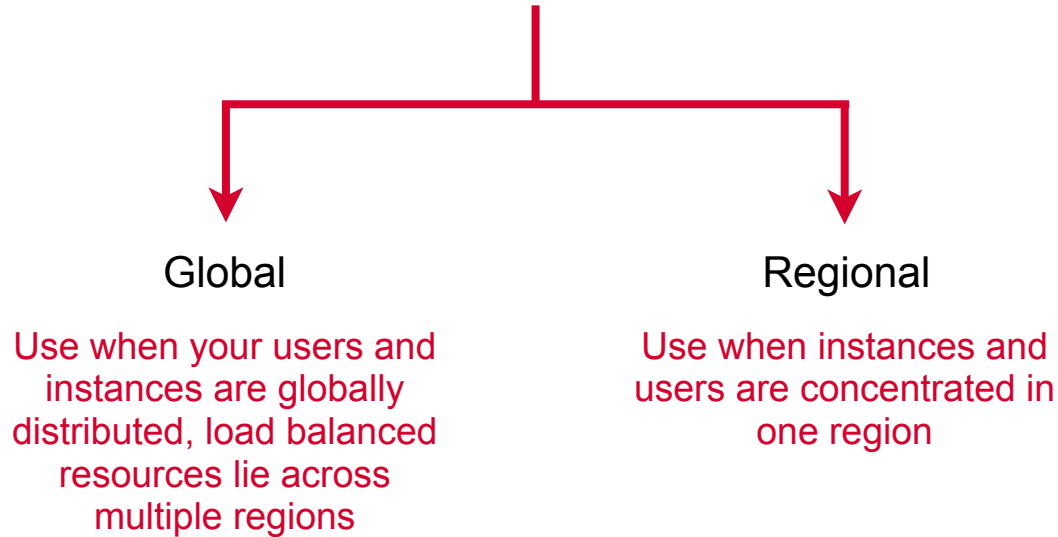 Global
Use when your users and
instances are globally
distributed, load balanced
resources lie across
multiple regions
Regional
Use when instances and
users are concentrated in
one region